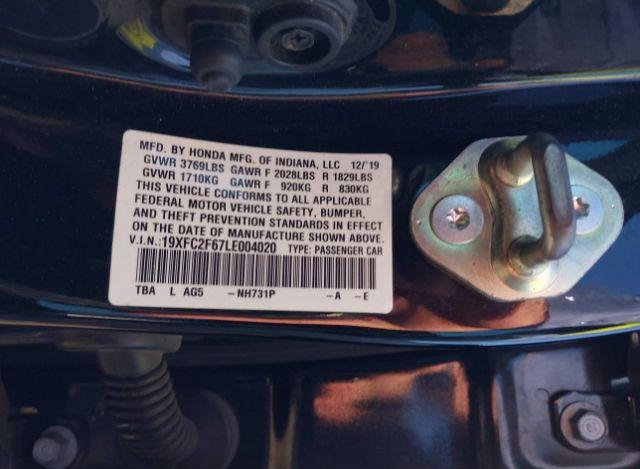 MFD. BY HONDA MFG. OF INDIANA, LLC 12/'19
GVWR 3769LBS GAWR F 2028LBS R 1829LBS
GVWR 1710KG GAWR F 920KG R 830KG
THIS VEHICLE CONFORMS TO ALL APPLICABLE
FEDERAL MOTOR VEHICLE SAFETY, BUMPER,
AND THEFT PREVENTION STANDARDS IN EFFECT
ON THE DATE OF MANUFACTURE SHOWN ABOVE.
V.I.N.:19XFC2F67LE004020 TYPE: PASSENGER CAR
TBA L AG5 -NH731P -A -E